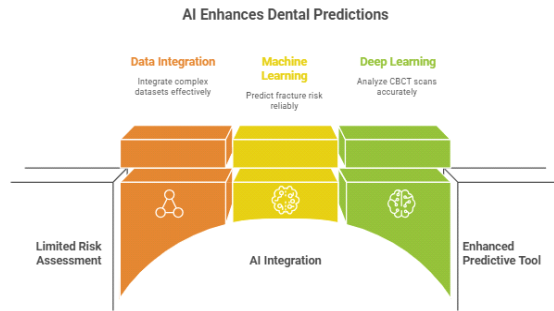 AI Enhances Dental Predictions
Data Integration
Integrate complex
datasets effectively
Machine
Learning
Predict fracture risk
reliably
Deep Learning
Analyze CBCT scans
accurately
Limited Risk
Assessment
AI Integration
Enhanced
Predictive Tool